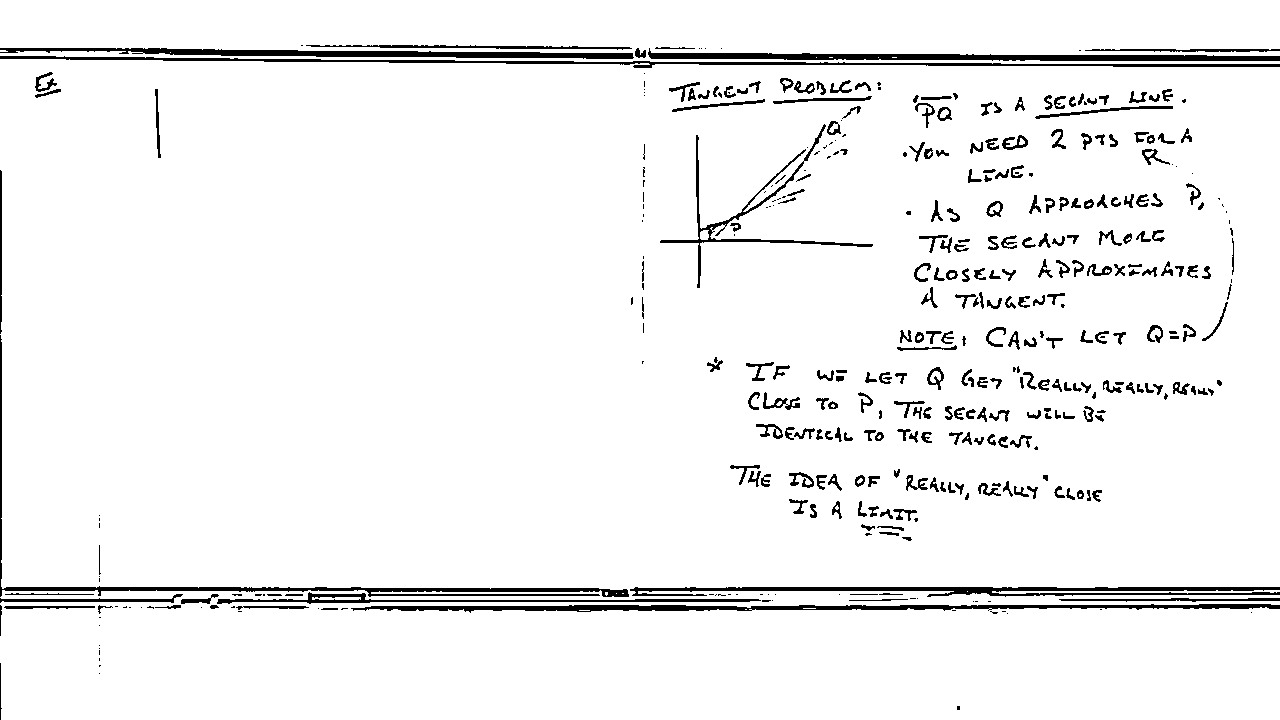 Ex
TANGENT PROBLEM:
Q
P
"PQ" IS A SECANT LINE.
• YOU NEED 2 PTS FOR A
LINE.
• AS Q APPROACHES P,
THE SECANT MORE
CLOSELY APPROXIMATES
A TANGENT.
NOTE: CAN'T LET Q=P
* IF WE LET Q GET "REALLY, REALLY, REALLY"
CLOSE TO P, THE SECANT WILL BE
IDENTICAL TO THE TANGENT.
THE IDEA OF "REALLY, REALLY" CLOSE
IS A LIMIT.